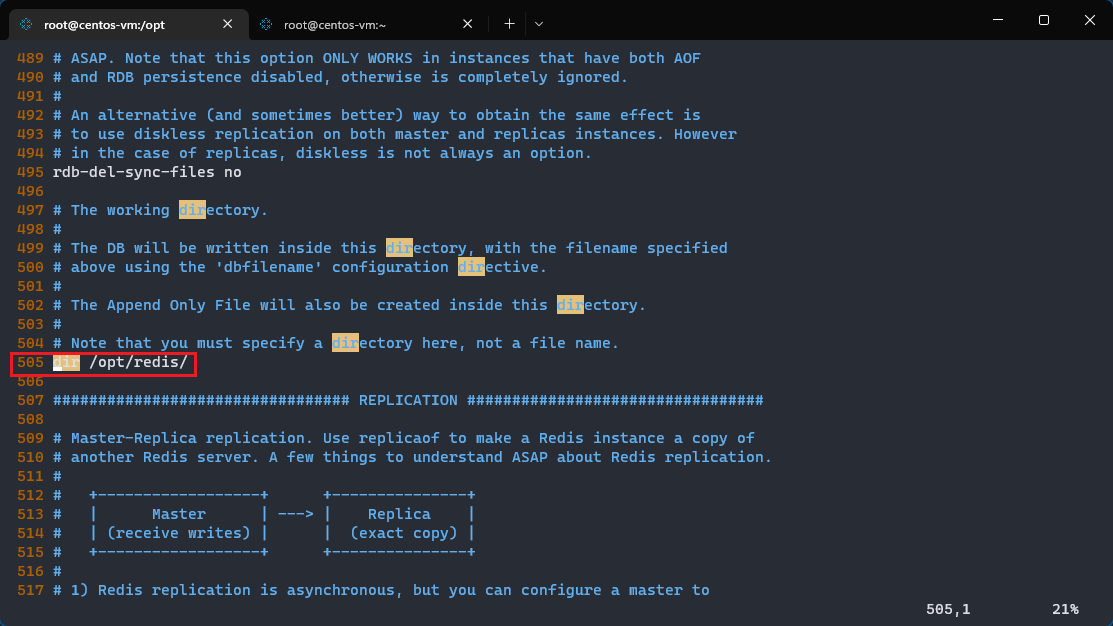 root@centos-vm:/opt
root@centos-vm:~
489 # ASAP. Note that this option ONLY WORKS in instances that have both AOF
490 # and RDB persistence disabled, otherwise is completely ignored.
491 #
492 # An alternative (and sometimes better) way to obtain the same effect is
493 # to use diskless replication on both master and replicas instances. However
494 # in the case of replicas, diskless is not always an option.
495 rdb-del-sync-files no
496
497 # The working directory.
498 #
499 # The DB will be written inside this directory, with the filename specified
500 # above using the 'dbfilename' configuration directive.
501 #
502 # The Append Only File will also be created inside this directory.
503 #
504 # Note that you must specify a directory here, not a file name.
505 dir /opt/redis/
506
507 ################################# REPLICATION #################################
508
509 # Master-Replica replication. Use replicaof to make a Redis instance a copy of
510 # another Redis server. A few things to understand ASAP about Redis replication.
511 #
512 #   +------------------+      +---------------+
513 #   |      Master      | ---> |    Replica    |
514 #   | (receive writes) |      |  (exact copy) |
515 #   +------------------+      +---------------+
516 #
517 # 1) Redis replication is asynchronous, but you can configure a master to
505,1 21%